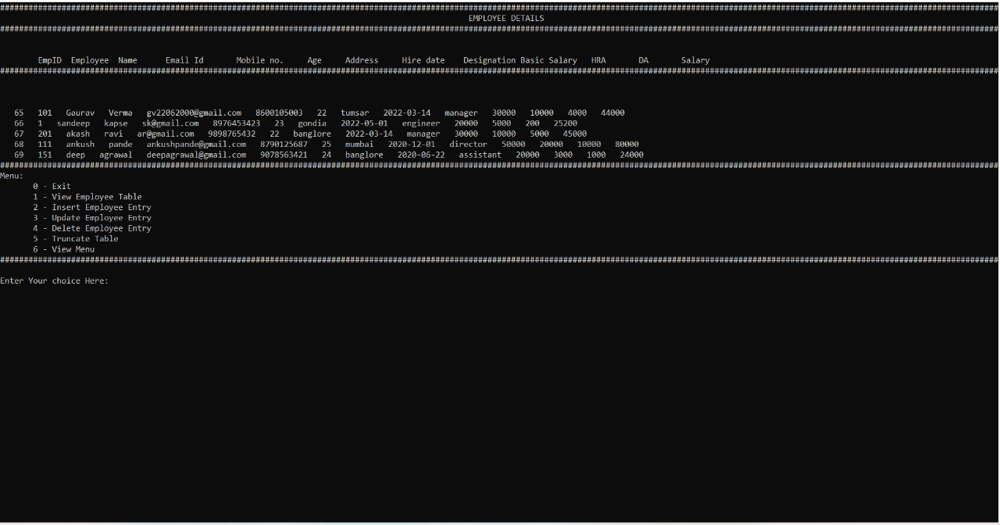 ####################################################################################################################################################################################################################
EMPLOYEE DETAILS
####################################################################################################################################################################################################################
EmpID Employee Name Email Id Mobile no. Age Address Hire date Designation Basic Salary HRA DA Salary
####################################################################################################################################################################################################################
65 101 Gaurav Verma gv22062000@gmail.com 8600105003 22 tumsar 2022-03-14 manager 30000 10000 4000 44000
66 1 sandeep kapse sk@gmail.com 8976453423 23 gondia 2022-05-01 engineer 20000 5000 200 25200
67 201 akash ravi ar@gmail.com 9898765432 22 banglore 2022-03-14 manager 30000 10000 5000 45000
68 111 ankush pande ankushpande@gmail.com 8790125687 25 mumbai 2020-12-01 director 50000 20000 10000 80000
69 151 deep agrawal deepagrawal@gmail.com 9078563421 24 banglore 2020-06-22 assistant 20000 3000 1000 24000
####################################################################################################################################################################################################################
Menu:
0 - Exit
1 - View Employee Table
2 - Insert Employee Entry
3 - Update Employee Entry
4 - Delete Employee Entry
5 - Truncate Table
6 - View Menu
####################################################################################################################################################################################################################
Enter Your choice Here: